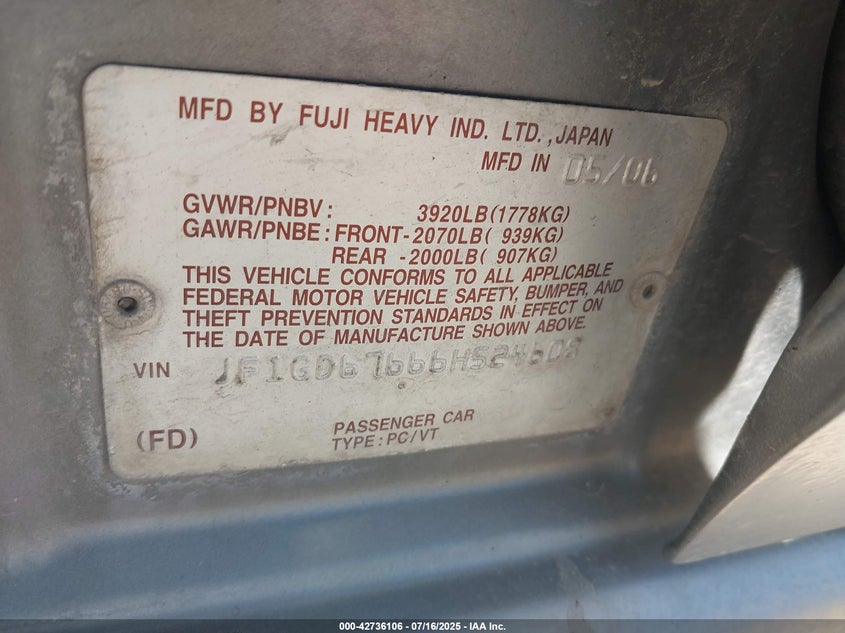 MFD BY FUJI HEAVY IND. LTD.,JAPAN
MFD IN 05/06
GVWR/PNBV: 3920LB(1778KG)
GAWR/PNBE: FRONT-2070LB( 939KG)
REAR -2000LB( 907KG)
THIS VEHICLE CONFORMS TO ALL APPLICABLE
FEDERAL MOTOR VEHICLE SAFETY, BUMPER, AND
THEFT PREVENTION STANDARDS IN EFFECT ON
THE DATE OF MANUFACTURE SHOWN ABOVE.
VIN JF1GD67666H524608
(FD) PASSENGER CAR
TYPE: PC/VT
000-42736106 - 07/16/2025 - IAA Inc.